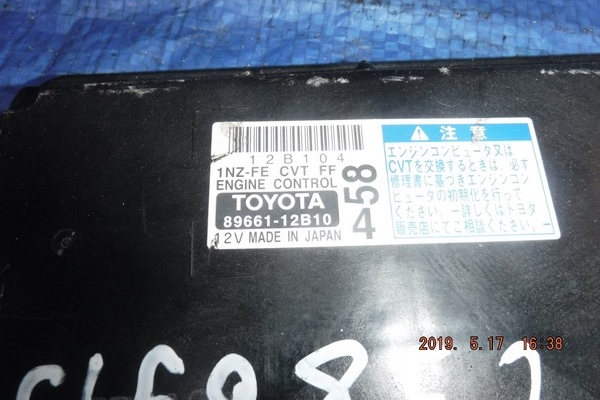 12B104
1NZ-FE CVT FF
ENGINE CONTROL
TOYOTA
89661-12B10
12V MADE IN JAPAN
458
注意
エンジンコンピュータ又は
CVTを交換するときは、必ず
修理書に基づきエンジンコン
ピュータの初期化を行って
ください。ー詳しくはトヨタ
販売店にてご相談ください。ー
2019. 5.17 16:38